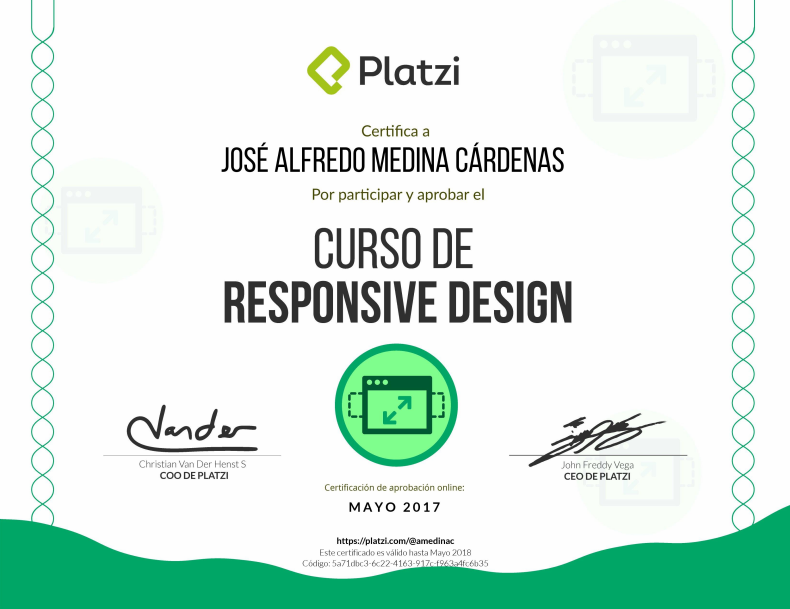 Platzi
Certifica a
JOSÉ ALFREDO MEDINA CÁRDENAS
Por participar y aprobar el
CURSO DE
RESPONSIVE DESIGN
Vander
Christian Van Der Henst S
COO DE PLATZI
John Freddy Vega
CEO DE PLATZI
Certificación de aprobación online:
MAYO 2017
https://platzi.com/@amedinac
Este certificado es válido hasta Mayo 2018
Código: 5a71dbc3-6c22-4163-917c-f963a4fc6b35